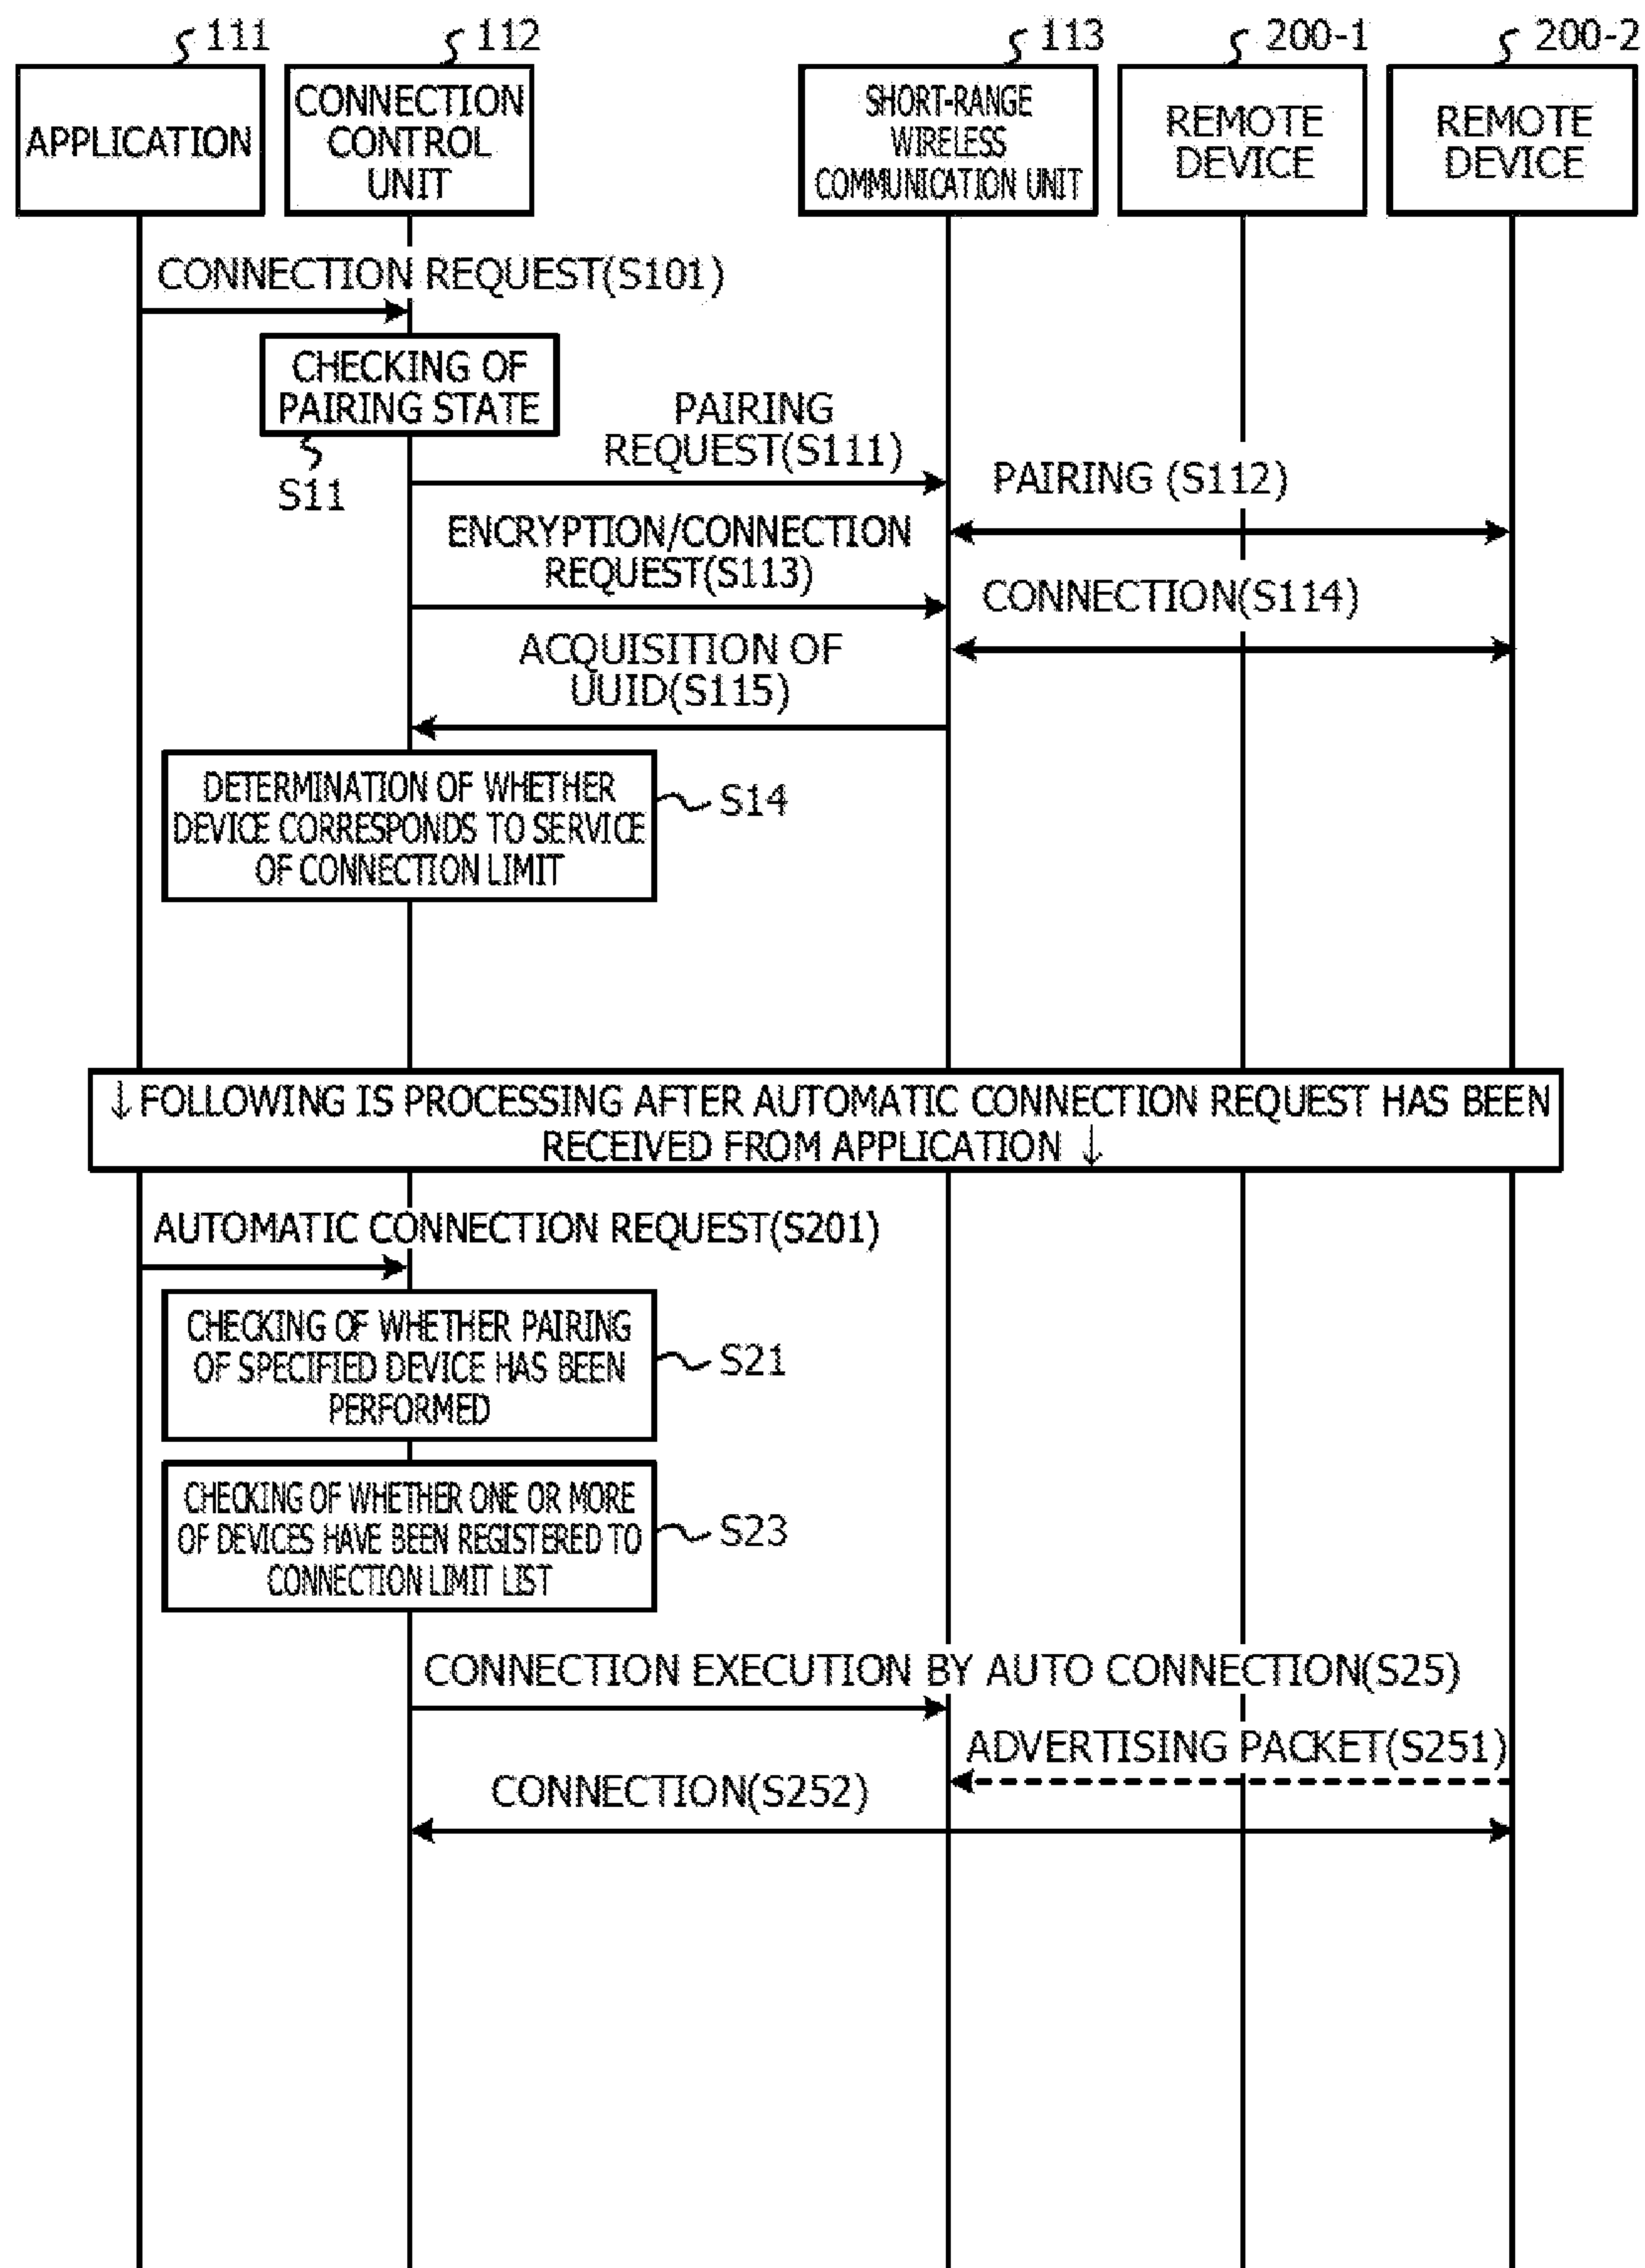 111
112
113
200-1
200-2
APPLICATION
CONNECTION
CONTROL
UNIT
SHORT-RANGE
WIRELESS
COMMUNICATION UNIT
REMOTE
DEVICE
REMOTE
DEVICE
CONNECTION REQUEST(S101)
CHECKING OF
PAIRING STATE
S11
PAIRING
REQUEST(S111)
PAIRING (S112)
ENCRYPTION/CONNECTION
REQUEST(S113)
CONNECTION(S114)
ACQUISITION OF
UUID(S115)
DETERMINATION OF WHETHER
DEVICE CORRESPONDS TO SERVICE
OF CONNECTION LIMIT
S14
↓ FOLLOWING IS PROCESSING AFTER AUTOMATIC CONNECTION REQUEST HAS BEEN
RECEIVED FROM APPLICATION ↓
AUTOMATIC CONNECTION REQUEST(S201)
CHECKING OF WHETHER PAIRING
OF SPECIFIED DEVICE HAS BEEN
PERFORMED
S21
CHECKING OF WHETHER ONE OR MORE
OF DEVICES HAVE BEEN REGISTERED TO
CONNECTION LIMIT LIST
S23
CONNECTION EXECUTION BY AUTO CONNECTION(S25)
ADVERTISING PACKET(S251)
CONNECTION(S252)